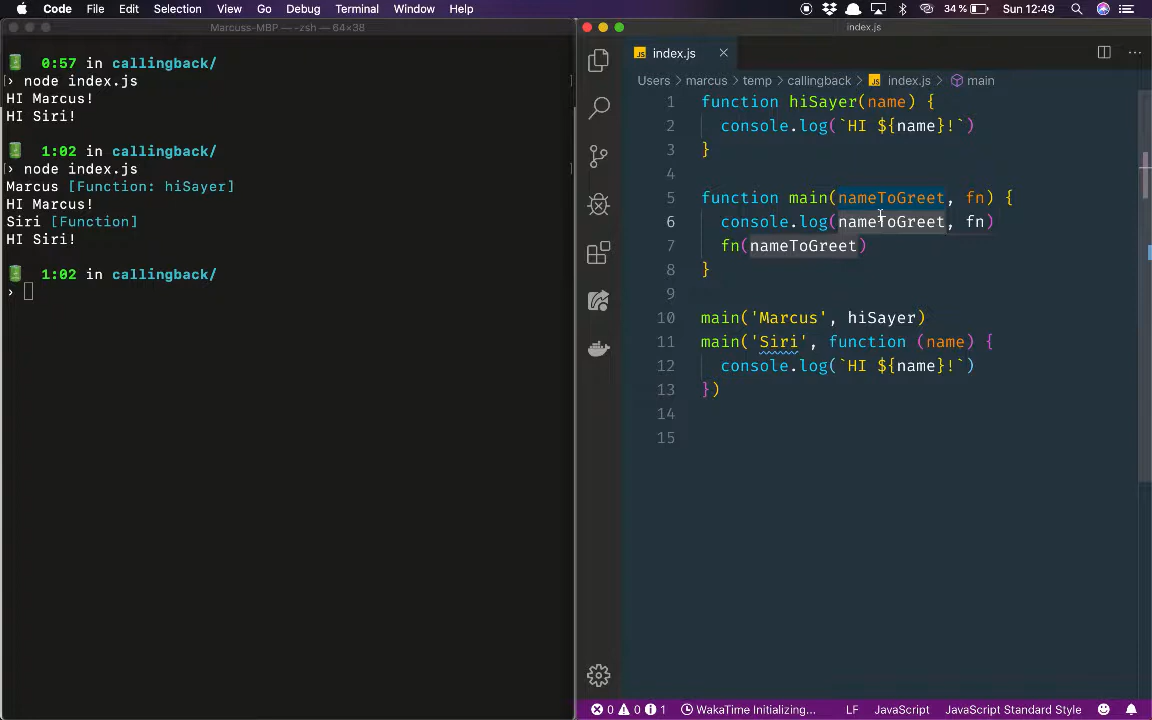 Code File Edit Selection View Go Debug Terminal Window Help 34 % Sun 12:49
Marcuss-MBP — -zsh — 64×38
0:57 in callingback/
› node index.js
HI Marcus!
HI Siri!
1:02 in callingback/
› node index.js
Marcus [Function: hiSayer]
HI Marcus!
Siri [Function]
HI Siri!
1:02 in callingback/
›
index.js
JS index.js
Users › marcus › temp › callingback › JS index.js › main
1 function hiSayer(name) {
2 console.log(`HI ${name}!`)
3 }
4
5 function main(nameToGreet, fn) {
6 console.log(nameToGreet, fn)
7 fn(nameToGreet)
8 }
9
10 main('Marcus', hiSayer)
11 main('Siri', function (name) {
12 console.log(`HI ${name}!`)
13 })
14
15
0 0 1 WakaTime Initializing... LF JavaScript JavaScript Standard Style